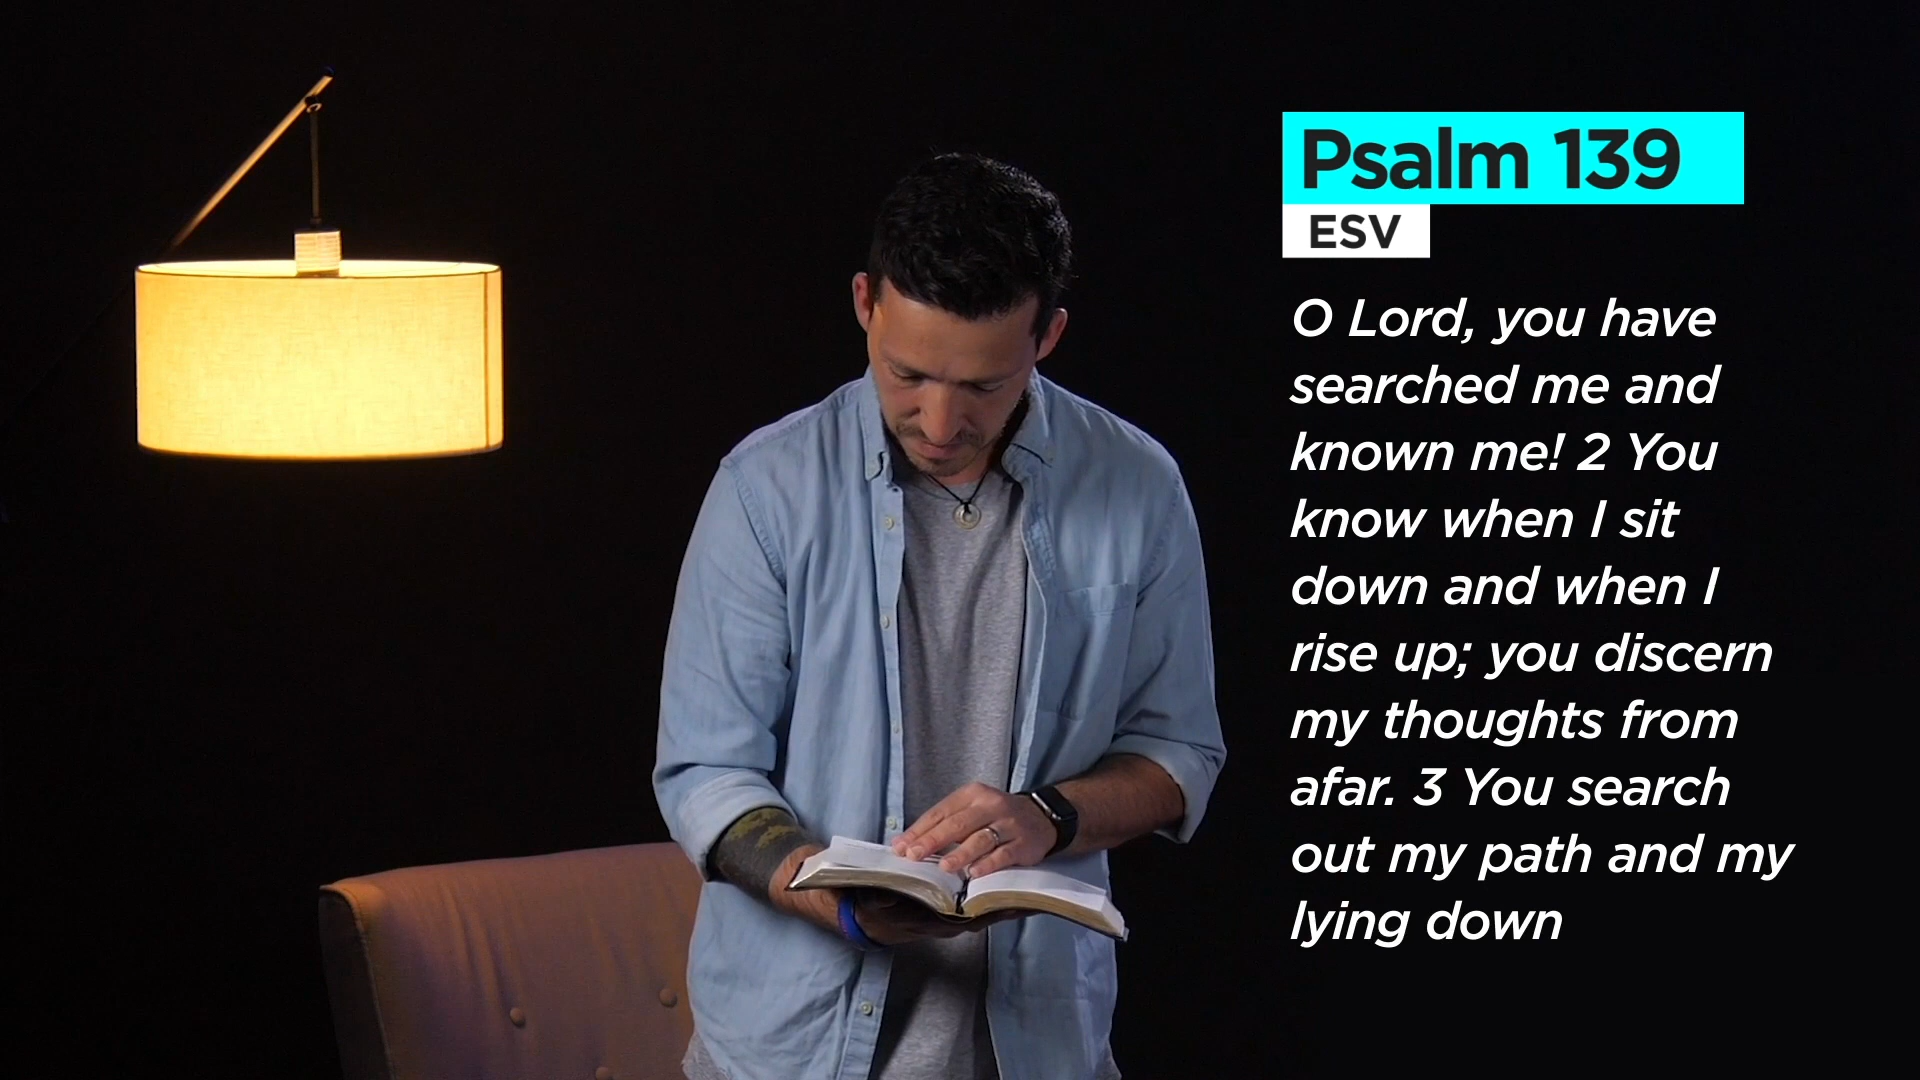 Psalm 139
ESV
O Lord, you have
searched me and
known me! 2 You
know when I sit
down and when I
rise up; you discern
my thoughts from
afar. 3 You search
out my path and my
lying down